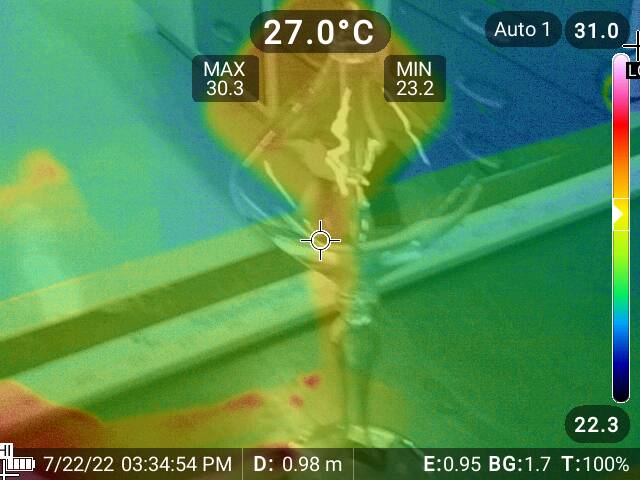 27.0°C
Auto 1
31.0
MAX
30.3
MIN
23.2
22.3
HI
7/22/22 03:34:54 PM
D: 0.98 m
E:0.95 BG:1.7 T:100%